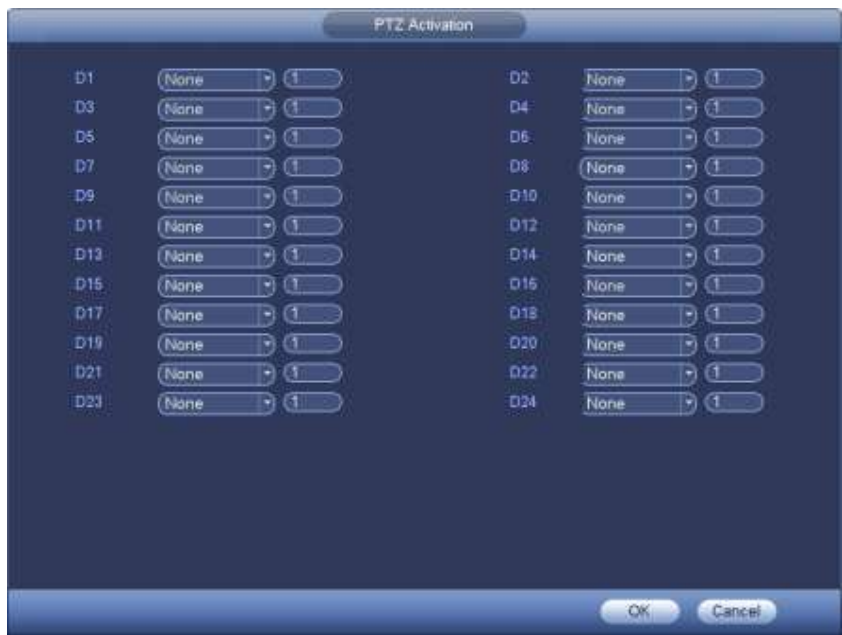 PTZ Activation
D1 None 1 D2 None 1
D3 None 1 D4 None 1
D5 None 1 D6 None 1
D7 None 1 D8 None 1
D9 None 1 D10 None 1
D11 None 1 D12 None 1
D13 None 1 D14 None 1
D15 None 1 D16 None 1
D17 None 1 D18 None 1
D19 None 1 D20 None 1
D21 None 1 D22 None 1
D23 None 1 D24 None 1
OK Cancel